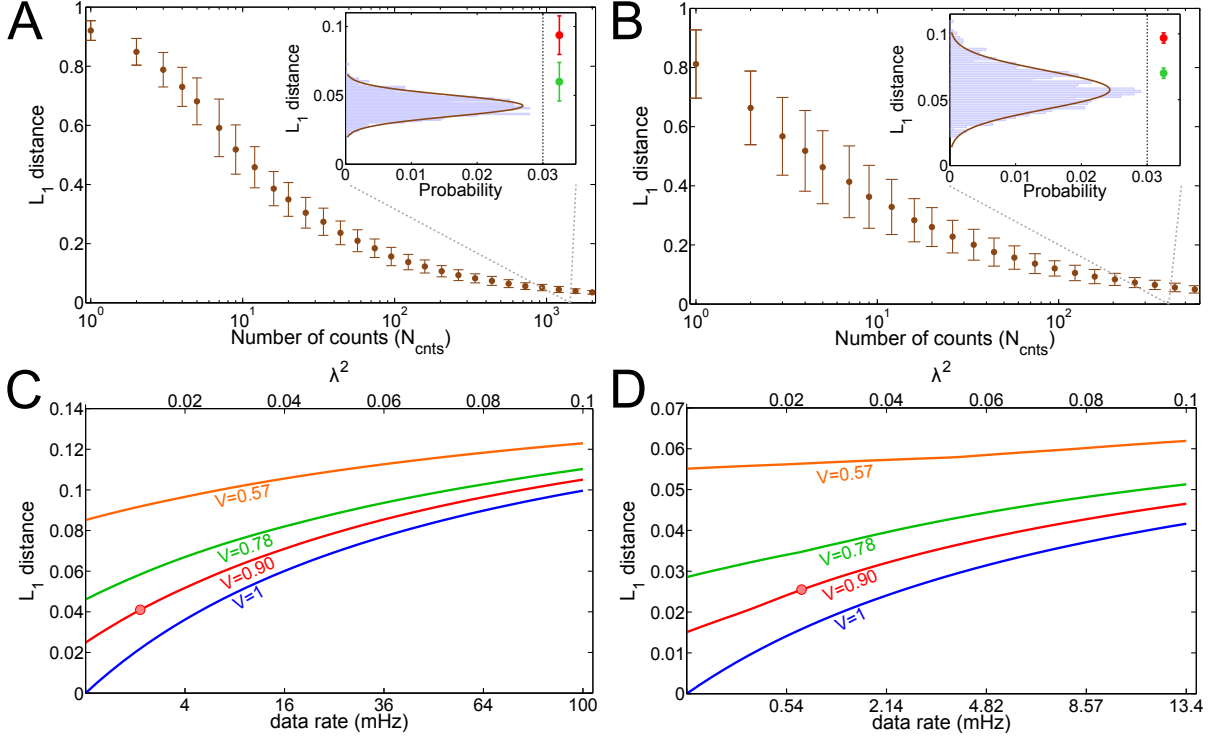 A
L1 distance
1
0.8
0.6
0.4
0.2
0
10^0
10^1
10^2
10^3
Number of counts (N_cnts)
L1 distance
0.1
0.05
0
0
0.01
0.02
0.03
Probability
B
L1 distance
1
0.8
0.6
0.4
0.2
0
10^0
10^1
10^2
Number of counts (N_cnts)
L1 distance
0.1
0.05
0
0
0.01
0.02
0.03
Probability
C
λ^2
0.02
0.04
0.06
0.08
0.1
L1 distance
0.14
0.12
0.1
0.08
0.06
0.04
0.02
0
V=0.57
V=0.78
V=0.90
V=1
4
16
36
64
100
data rate (mHz)
D
λ^2
0.02
0.04
0.06
0.08
0.1
L1 distance
0.07
0.06
0.05
0.04
0.03
0.02
0.01
0
V=0.57
V=0.78
V=0.90
V=1
0.54
2.14
4.82
8.57
13.4
data rate (mHz)